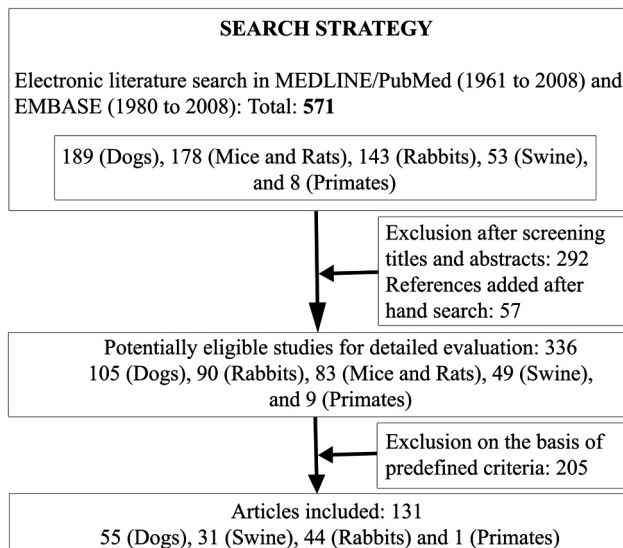 SEARCH STRATEGY
Electronic literature search in MEDLINE/PubMed (1961 to 2008) and
EMBASE (1980 to 2008): Total: 571
189 (Dogs), 178 (Mice and Rats), 143 (Rabbits), 53 (Swine),
and 8 (Primates)
Exclusion after screening
titles and abstracts: 292
References added after
hand search: 57
Potentially eligible studies for detailed evaluation: 336
105 (Dogs), 90 (Rabbits), 83 (Mice and Rats), 49 (Swine),
and 9 (Primates)
Exclusion on the basis of
predefined criteria: 205
Articles included: 131
55 (Dogs), 31 (Swine), 44 (Rabbits) and 1 (Primates)